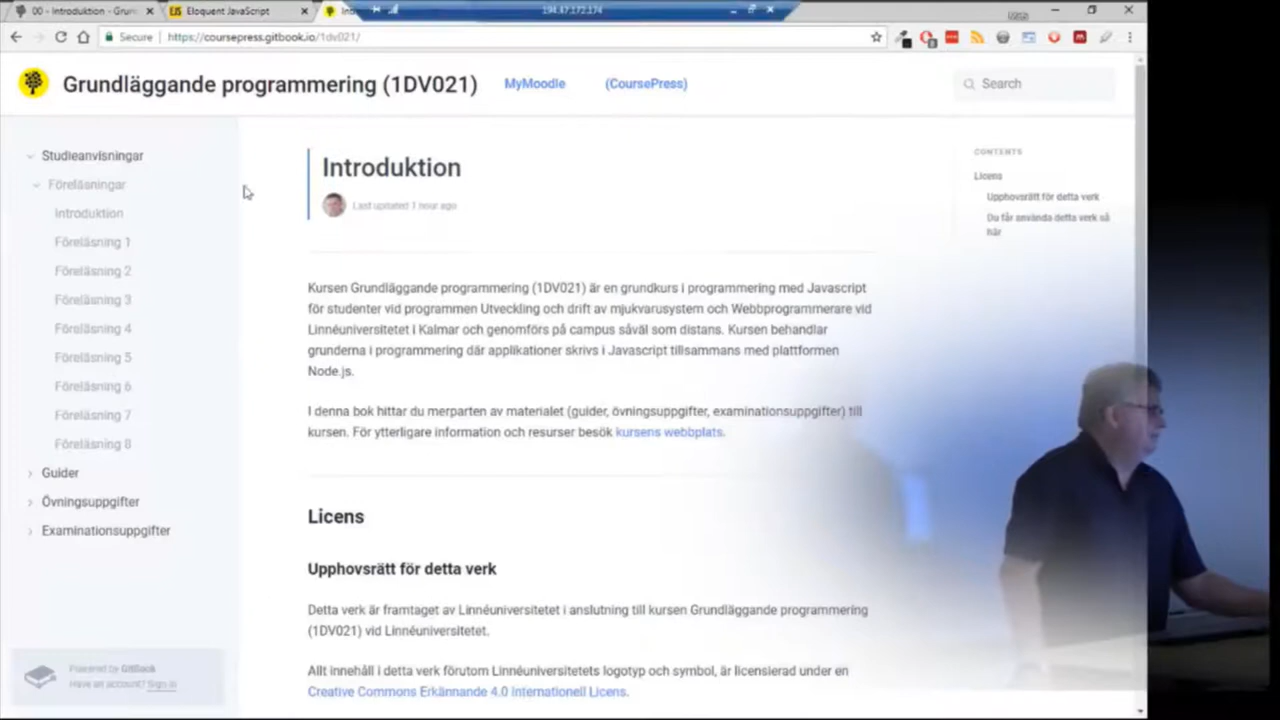 00 - Introduktion - Grun
Eloquent JavaScript
194.47.172.174
Secure
https://coursepress.gitbook.io/1dv021/
Grundläggande programmering (1DV021)
MyMoodle
(CoursePress)
Search
Studieanvisningar
Föreläsningar
Introduktion
Föreläsning 1
Föreläsning 2
Föreläsning 3
Föreläsning 4
Föreläsning 5
Föreläsning 6
Föreläsning 7
Föreläsning 8
Guider
Övningsuppgifter
Examinationsuppgifter
Powered by GitBook
Have an account? Sign in
Introduktion
Last updated 1 hour ago
Kursen Grundläggande programmering (1DV021) är en grundkurs i programmering med Javascript
för studenter vid programmen Utveckling och drift av mjukvarusystem och Webbprogrammerare vid
Linnéuniversitetet i Kalmar och genomförs på campus såväl som distans. Kursen behandlar
grunderna i programmering där applikationer skrivs i Javascript tillsammans med plattformen
Node.js.
I denna bok hittar du merparten av materialet (guider, övningsuppgifter, examinationsuppgifter) till
kursen. För ytterligare information och resurser besök kursens webbplats.
Licens
Upphovsrätt för detta verk
Detta verk är framtaget av Linnéuniversitetet i anslutning till kursen Grundläggande programmering
(1DV021) vid Linnéuniversitetet.
Allt innehåll i detta verk förutom Linnéuniversitetets logotyp och symbol, är licensierad under en
Creative Commons Erkännande 4.0 Internationell Licens.
CONTENTS
Licens
Upphovsrätt för detta verk
Du får använda detta verk så
här